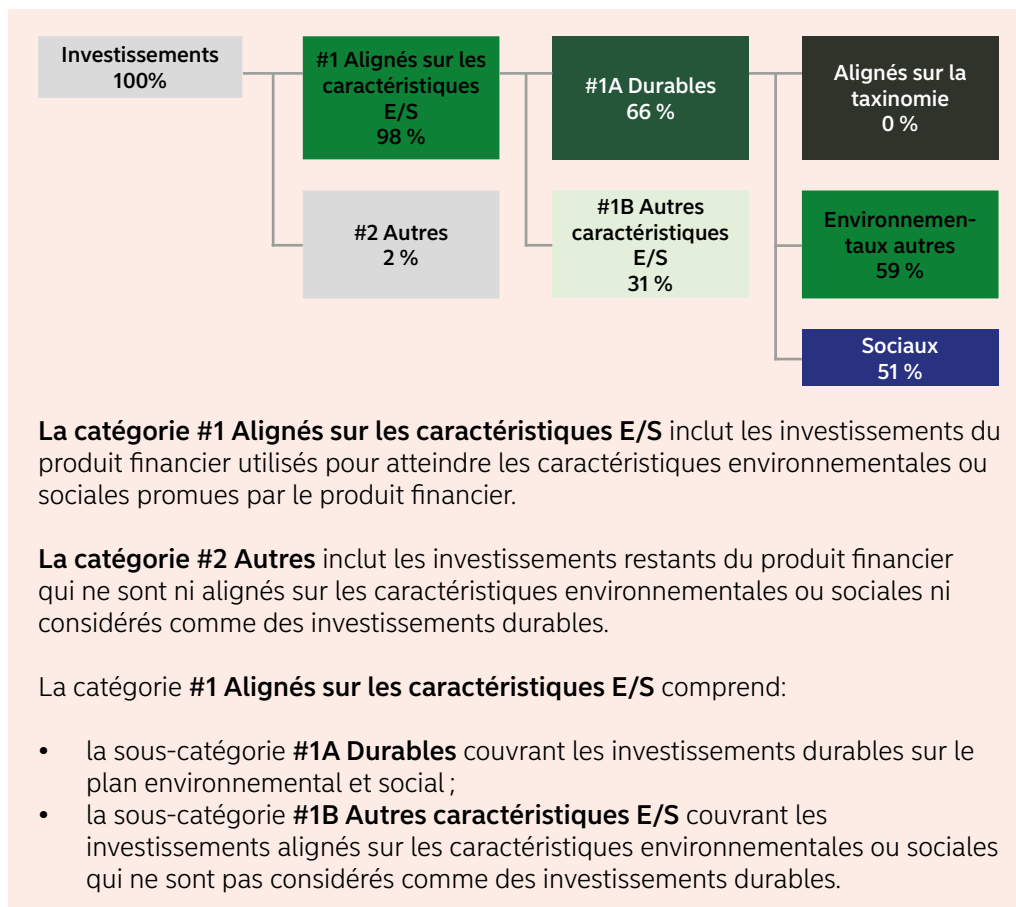 Investissements
100%
#1 Alignés sur les
caractéristiques
E/S
98 %
#1A Durables
66 %
Alignés sur la
taxinomie
0 %
#2 Autres
2 %
#1B Autres
caractéristiques
E/S
31 %
Environnemen-
taux autres
59 %
Sociaux
51 %
La catégorie #1 Alignés sur les caractéristiques E/S inclut les investissements du
produit financier utilisés pour atteindre les caractéristiques environnementales ou
sociales promues par le produit financier.
La catégorie #2 Autres inclut les investissements restants du produit financier
qui ne sont ni alignés sur les caractéristiques environnementales ou sociales ni
considérés comme des investissements durables.
La catégorie #1 Alignés sur les caractéristiques E/S comprend:
• la sous-catégorie #1A Durables couvrant les investissements durables sur le
plan environnemental et social ;
• la sous-catégorie #1B Autres caractéristiques E/S couvrant les
investissements alignés sur les caractéristiques environnementales ou sociales
qui ne sont pas considérés comme des investissements durables.